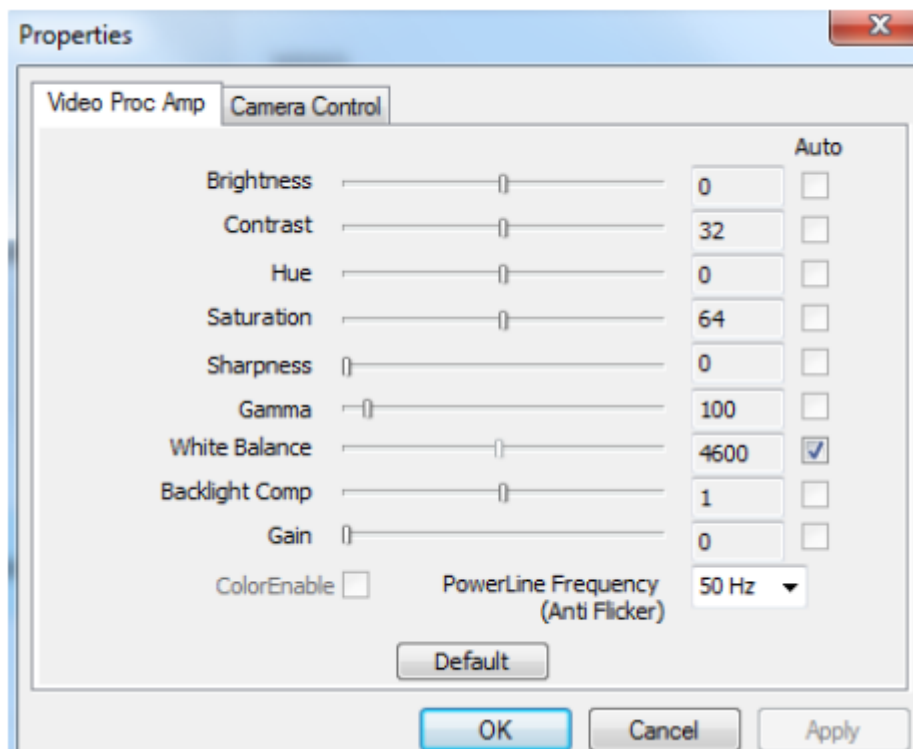 Properties
X
Video Proc Amp Camera Control
Auto
Brightness 0
Contrast 32
Hue 0
Saturation 64
Sharpness 0
Gamma 100
White Balance 4600
Backlight Comp 1
Gain 0
ColorEnable PowerLine Frequency 50 Hz
(Anti Flicker)
Default
OK Cancel Apply